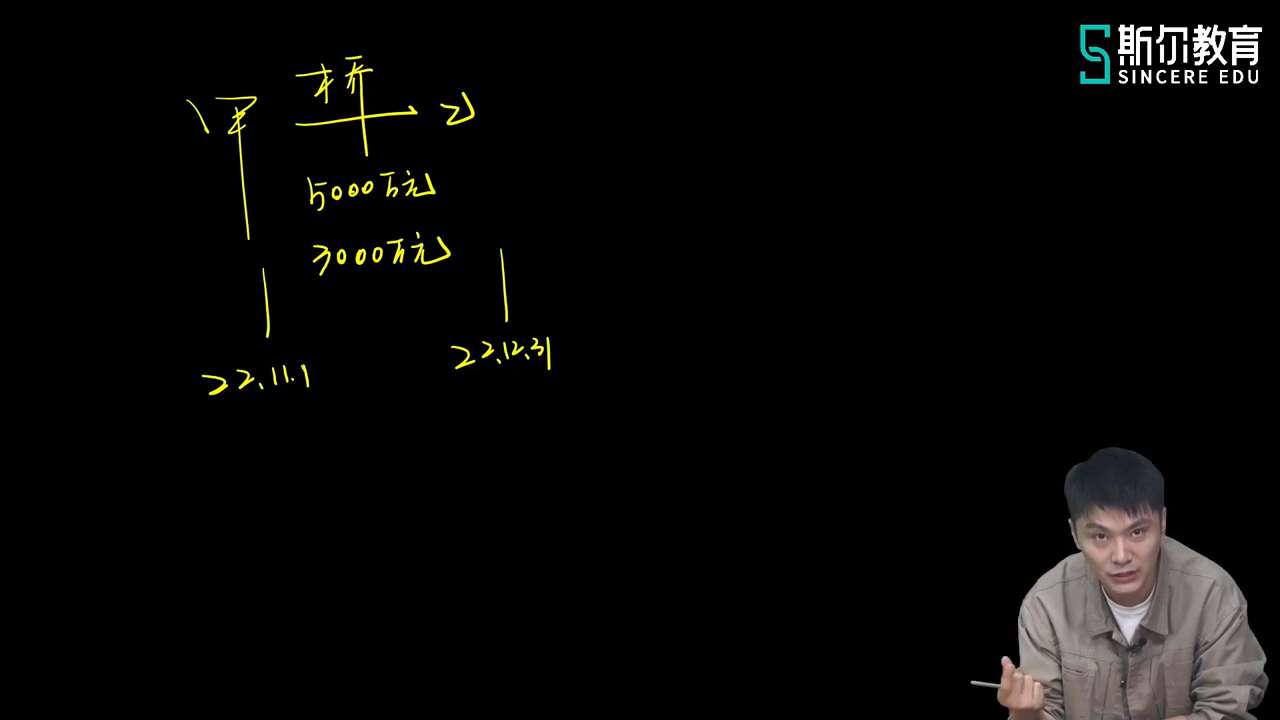 斯尔教育
SINCERE EDU
甲 桥 乙
5000万元
3000万元
22.11.1 22.12.31